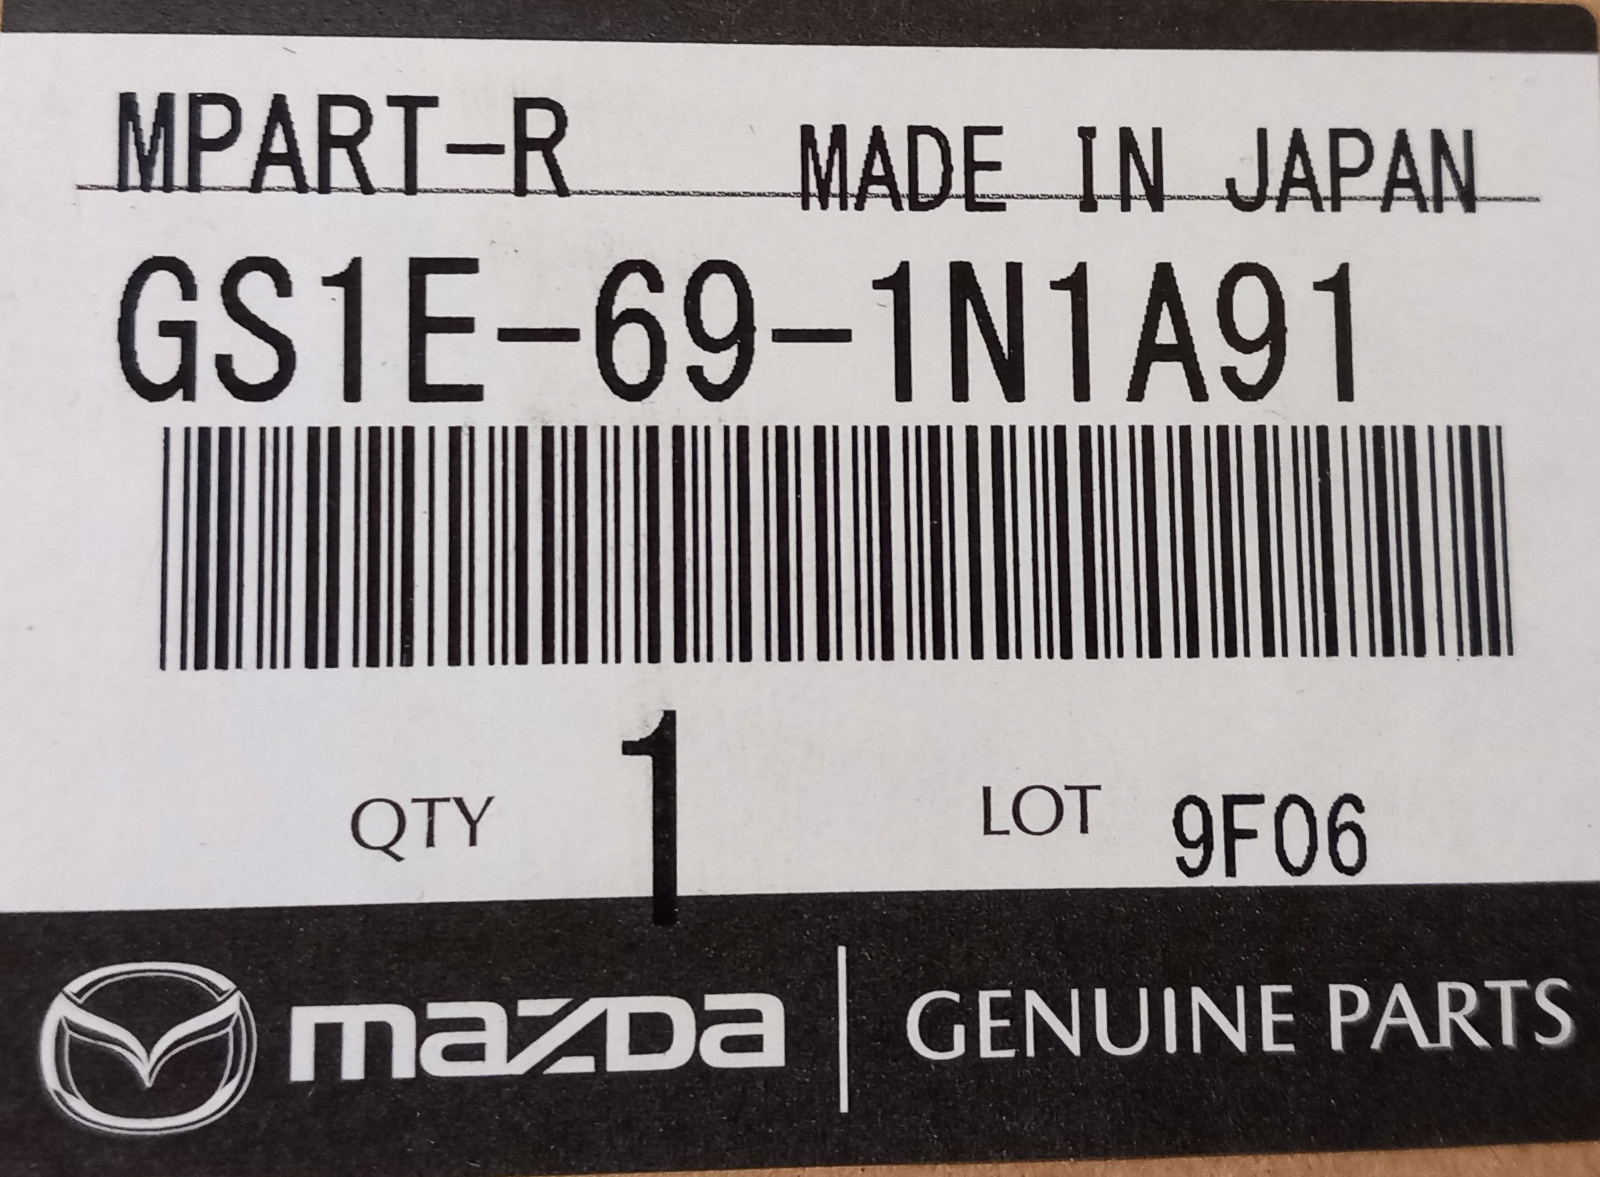 MPART-R MADE IN JAPAN
GS1E-69-1N1A91
QTY 1 LOT 9F06
mazda GENUINE PARTS